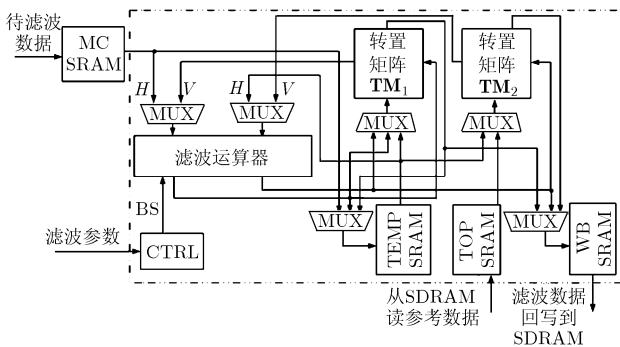 待滤波
数据
MC
SRAM
H
V
H
V
MUX
MUX
滤波运算器
转置
矩阵
TM₁
转置
矩阵
TM₂
MUX
MUX
BS
滤波参数
CTRL
MUX
TEMP
SRAM
TOP
SRAM
MUX
WB
SRAM
从SDRAM
读参考数据
滤波数据
回写到
SDRAM